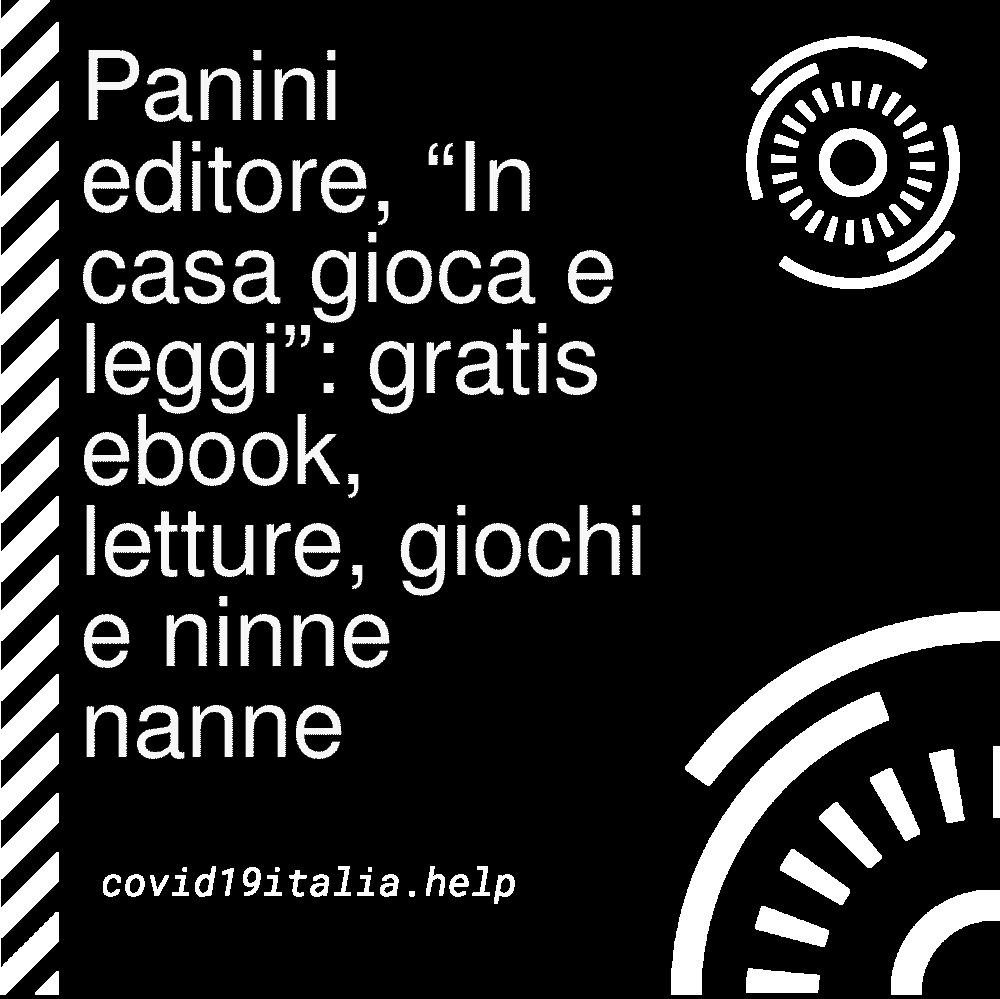 Panini
editore, “In
casa gioca e
leggi”: gratis
ebook,
letture, giochi
e ninne
nanne
covid19italia.help